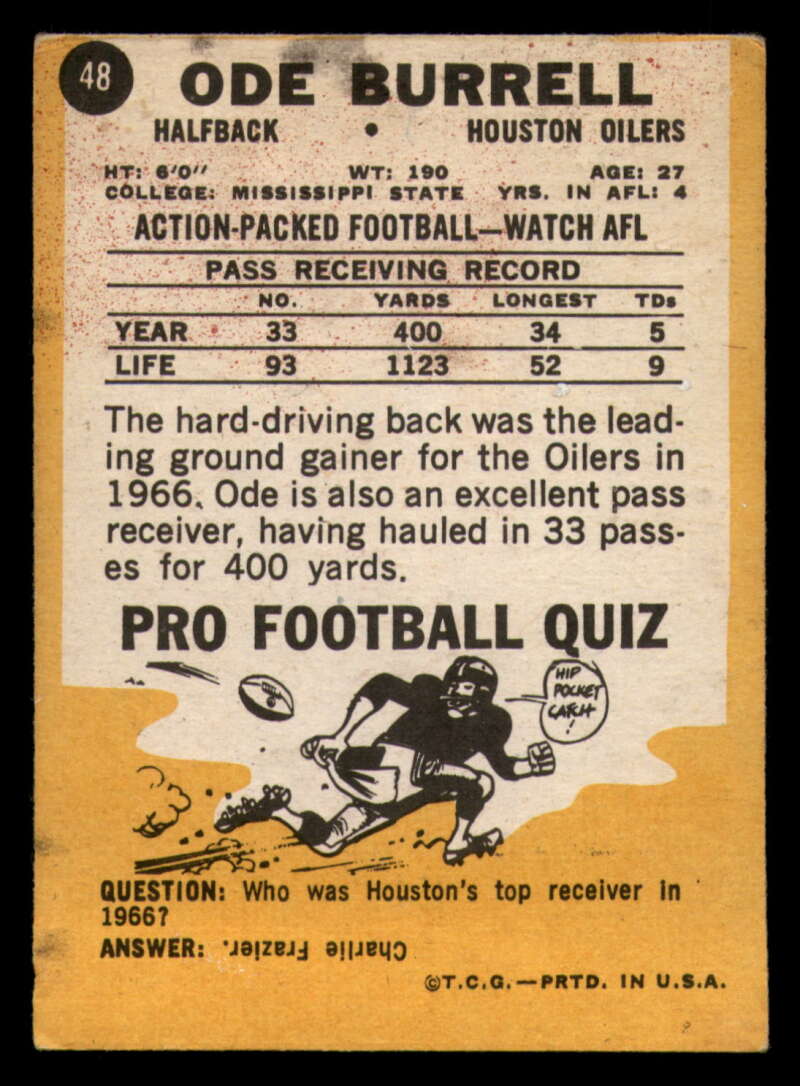 48
ODE BURRELL
HALFBACK • HOUSTON OILERS
HT: 6'0" WT: 190 AGE: 27
COLLEGE: MISSISSIPPI STATE YRS. IN AFL: 4
ACTION-PACKED FOOTBALL—WATCH AFL
PASS RECEIVING RECORD
NO. YARDS LONGEST TDs
YEAR 33 400 34 5
LIFE 93 1123 52 9
The hard-driving back was the lead-
ing ground gainer for the Oilers in
1966. Ode is also an excellent pass
receiver, having hauled in 33 pass-
es for 400 yards.
PRO FOOTBALL QUIZ
HIP
POCKET
CATCH
!
QUESTION: Who was Houston's top receiver in
1966?
ANSWER: Charlie Frazier.
©T.C.G.—PRTD. IN U.S.A.